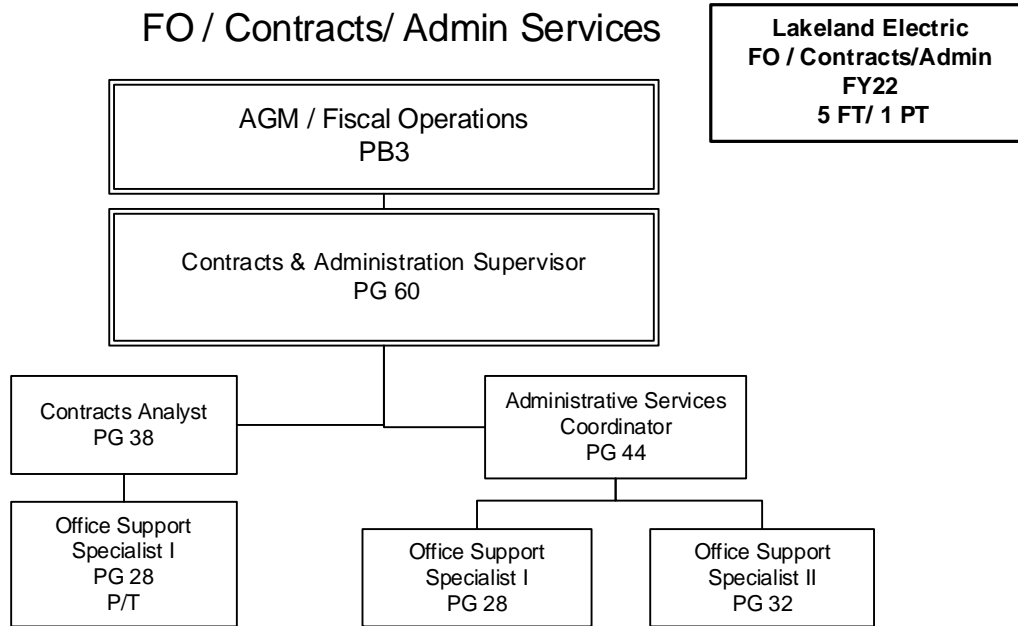 FO / Contracts/ Admin Services
Lakeland Electric
FO / Contracts/Admin
FY22
5 FT/ 1 PT
AGM / Fiscal Operations
PB3
Contracts & Administration Supervisor
PG 60
Contracts Analyst
PG 38
Administrative Services
Coordinator
PG 44
Office Support
Specialist I
PG 28
P/T
Office Support
Specialist I
PG 28
Office Support
Specialist II
PG 32